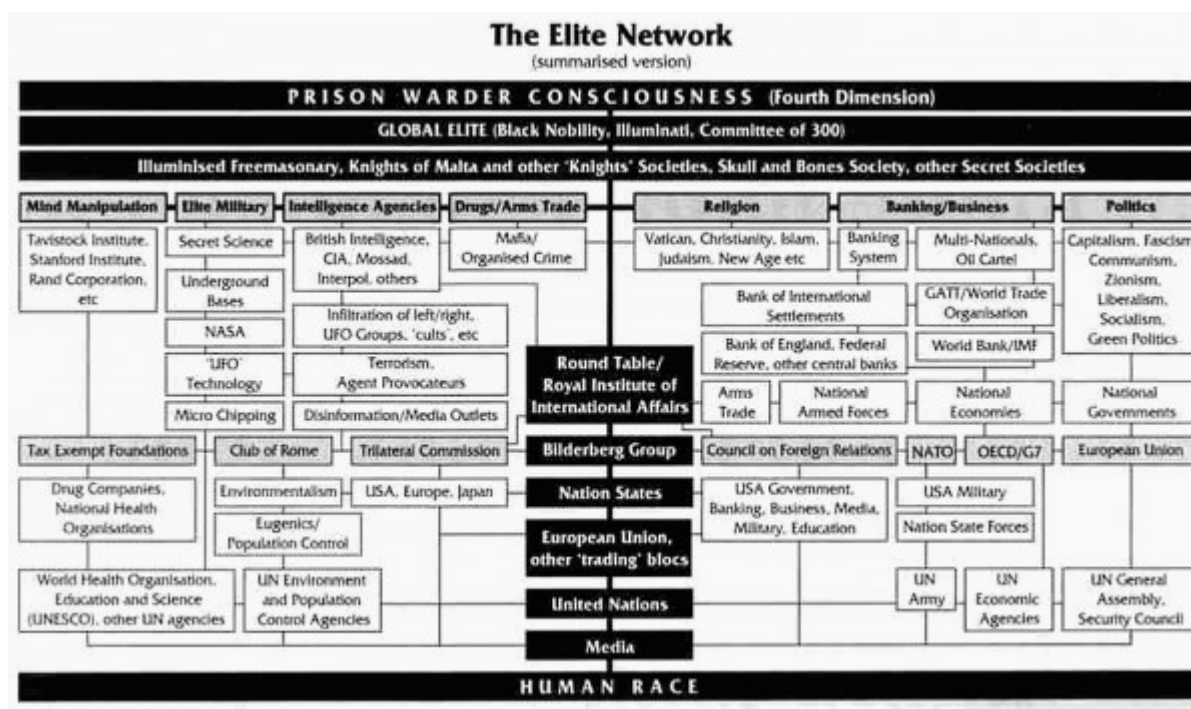 The Elite Network
(summarised version)
PRISON WARDER CONSCIOUSNESS (Fourth Dimension)
GLOBAL ELITE (Black Nobility, Illuminati, Committee of 300)
Illuminised Freemasonary, Knights of Malta and other 'Knights' Societies, Skull and Bones Society, other Secret Societies
Mind Manipulation
Elite Military
Intelligence Agencies
Drugs/Arms Trade
Religion
Banking/Business
Politics
Tavistock Institute,
Stanford Institute,
Rand Corporation,
etc
Secret Science
Underground
Bases
NASA
'UFO'
Technology
Micro Chipping
British Intelligence,
CIA, Mossad,
Interpol, others
Infiltration of left/right,
UFO Groups, 'cults', etc
Terrorism,
Agent Provocateurs
Disinformation/Media Outlets
Mafia/
Organised Crime
Vatican, Christianity, Islam,
Judaism, New Age etc
Banking
System
Multi-Nationals,
Oil Cartel
Capitalism, Fascism,
Communism,
Zionism,
Liberalism,
Socialism,
Green Politics
Bank of International
Settlements
GATT/World Trade
Organisation
Bank of England, Federal
Reserve, other central banks
World Bank/IMF
Round Table/
Royal Institute of
International Affairs
Arms
Trade
National
Armed Forces
National
Economies
National
Governments
Tax Exempt Foundations
Club of Rome
Trilateral Commission
Bilderberg Group
Council on Foreign Relations
NATO
OECD/G7
European Union
Drug Companies,
National Health
Organisations
Environmentalism
USA, Europe, Japan
Nation States
USA Government,
Banking, Business, Media,
Military, Education
USA Military
Eugenics/
Population Control
European Union,
other 'trading' blocs
Nation State Forces
World Health Organisation,
Education and Science
(UNESCO), other UN agencies
UN Environment
and Population
Control Agencies
United Nations
UN
Army
UN
Economic
Agencies
UN General
Assembly,
Security Council
Media
HUMAN RACE